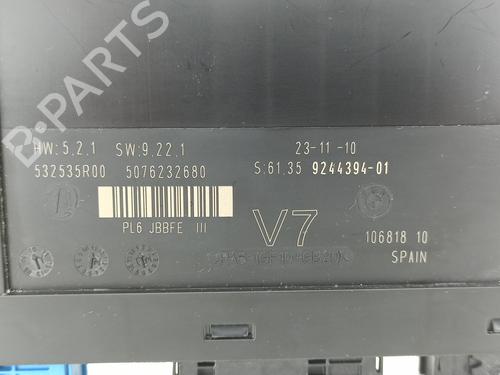 B-PARTS
HW:5,2,1 SW:9,22,1 23-11-10
532535R00 5076232680 S:61.35 9244394-01
PL6 JBBFE III V7
106818 10
SPAIN